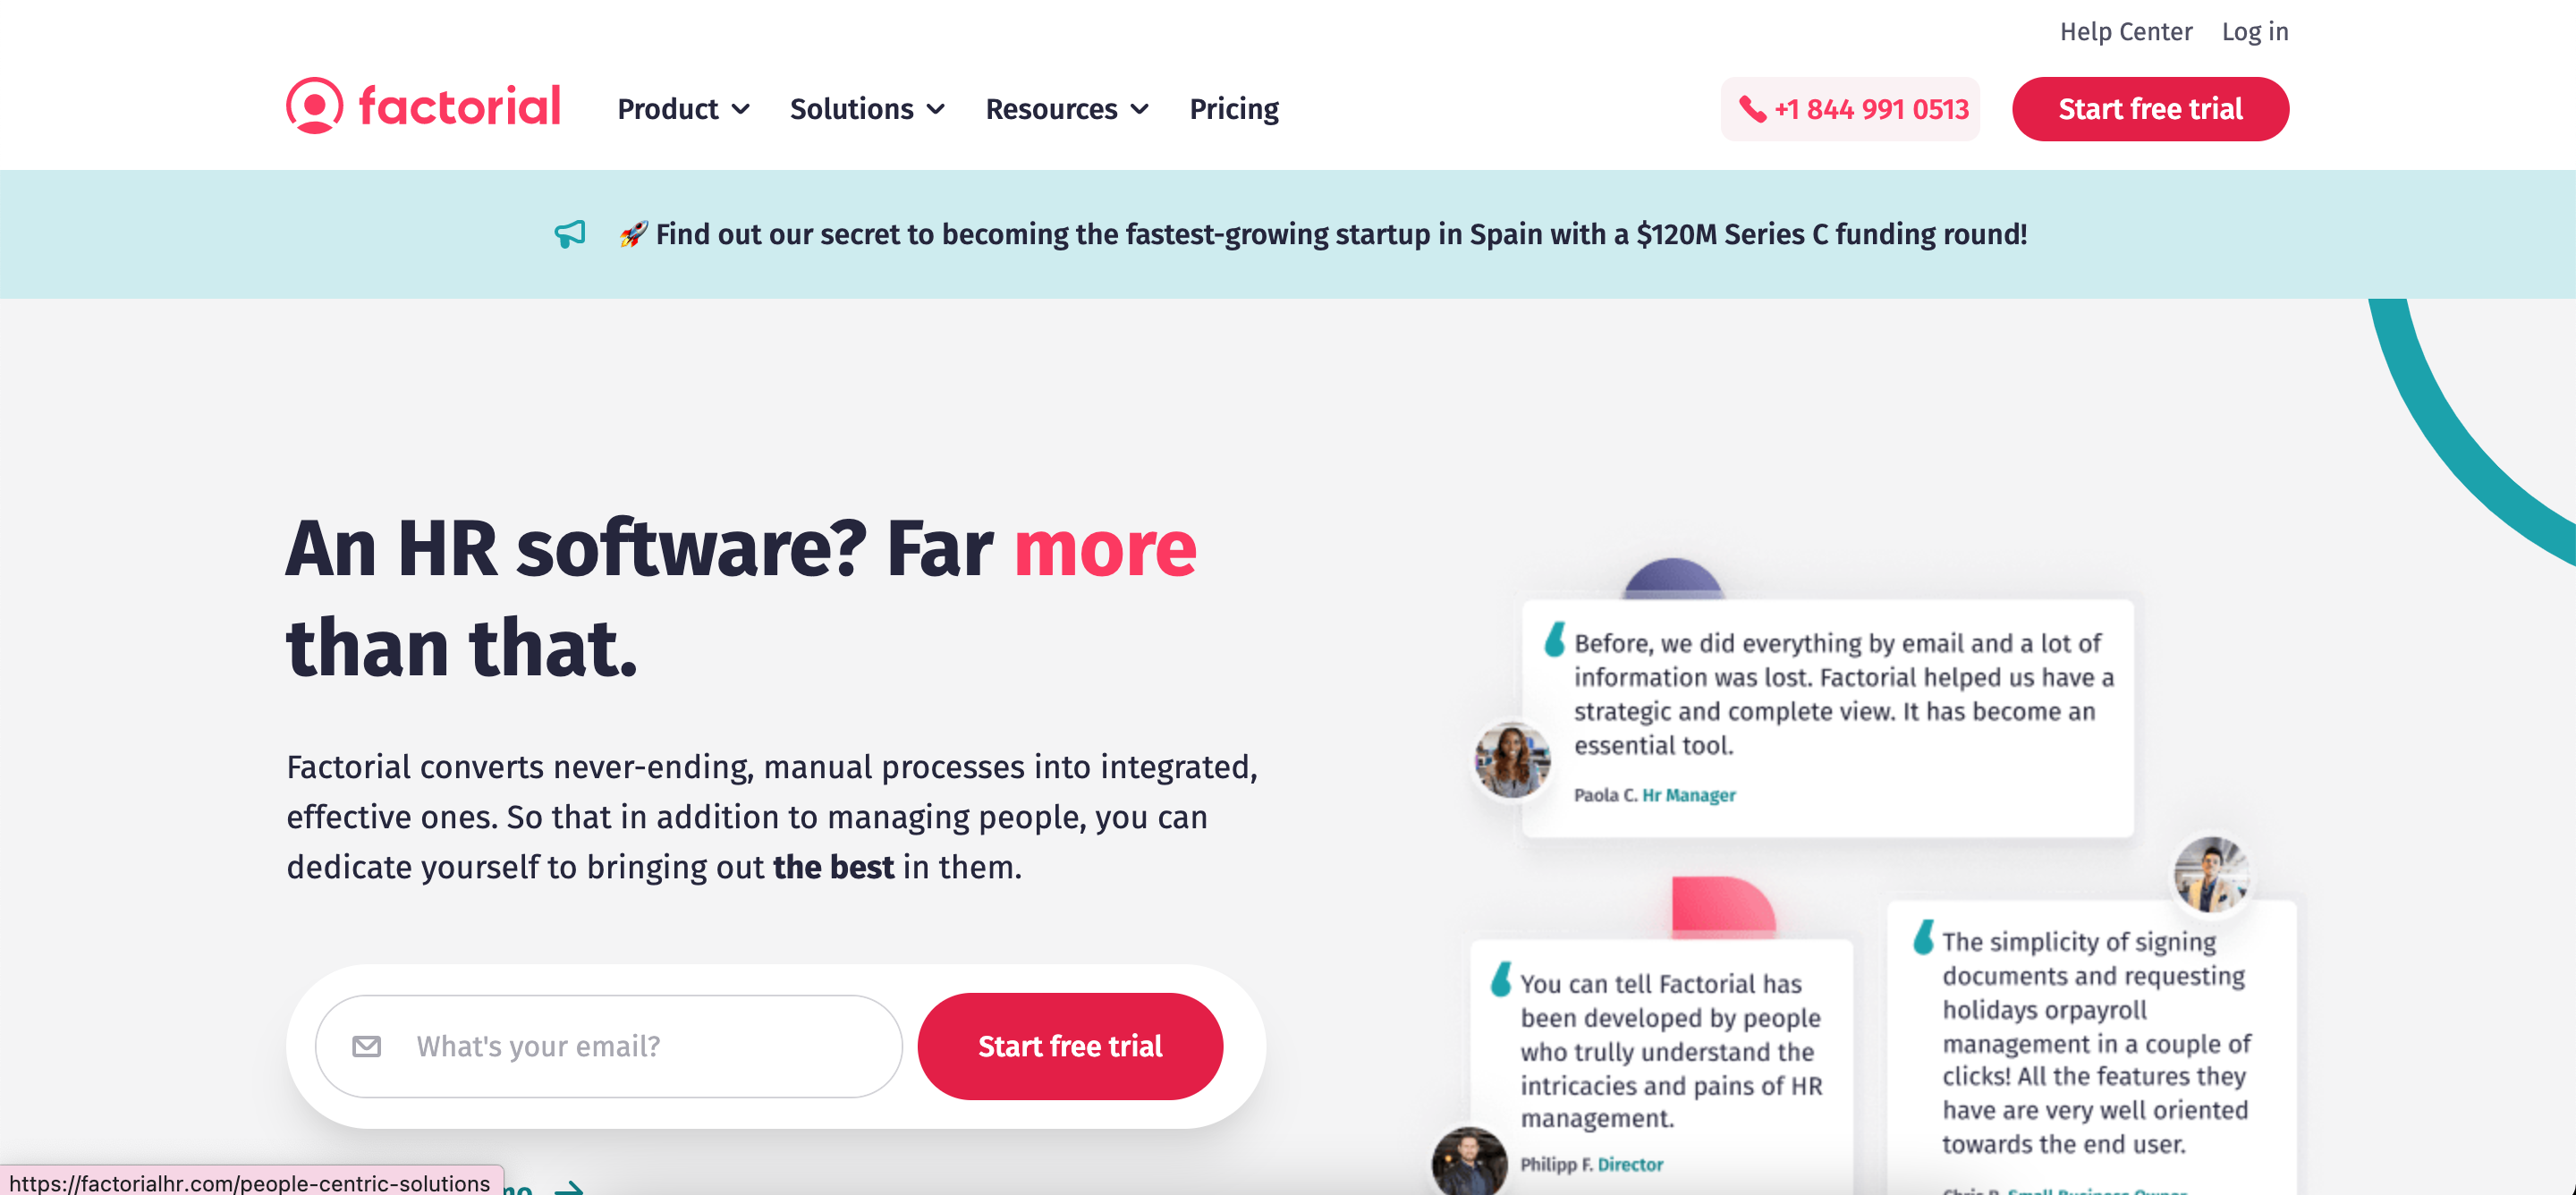 Help Center Log in
factorial Product Solutions Resources Pricing +1 844 991 0513 Start free trial
🚀 Find out our secret to becoming the fastest-growing startup in Spain with a $120M Series C funding round!
An HR software? Far more
than that.
Factorial converts never-ending, manual processes into integrated,
effective ones. So that in addition to managing people, you can
dedicate yourself to bringing out the best in them.
What's your email? Start free trial
Before, we did everything by email and a lot of
information was lost. Factorial helped us have a
strategic and complete view. It has become an
essential tool.
Paola C. Hr Manager
You can tell Factorial has
been developed by people
who trully understand the
intricacies and pains of HR
management.
Philipp F. Director
The simplicity of signing
documents and requesting
holidays orpayroll
management in a couple of
clicks! All the features they
have are very well oriented
towards the end user.
https://factorialhr.com/people-centric-solutions